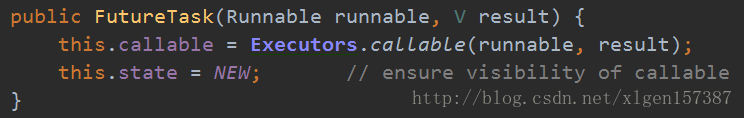 public FutureTask(Runnable runnable, V result) {
    this.callable = Executors.callable(runnable, result);
    this.state = NEW;       // ensure visibility of callable
}
http://blog.csdn.net/xlgen157387